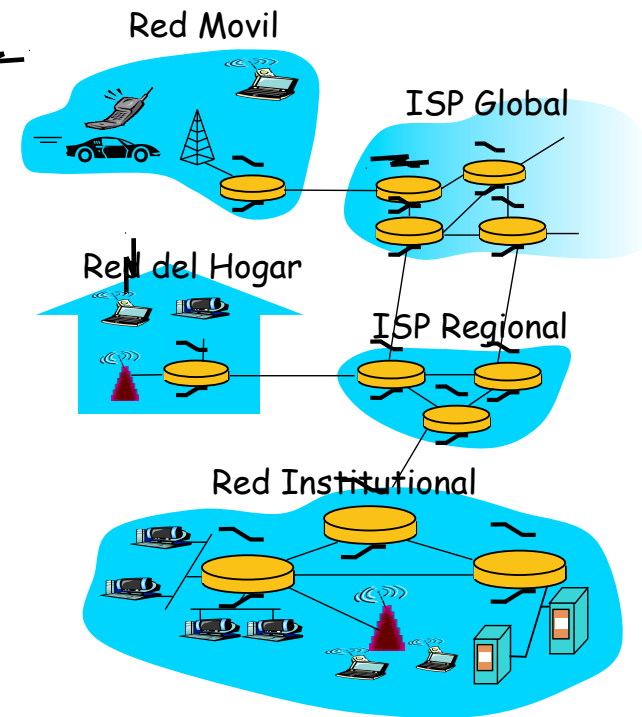 Red Movil
ISP Global
Red del Hogar
ISP Regional
Red Institutional